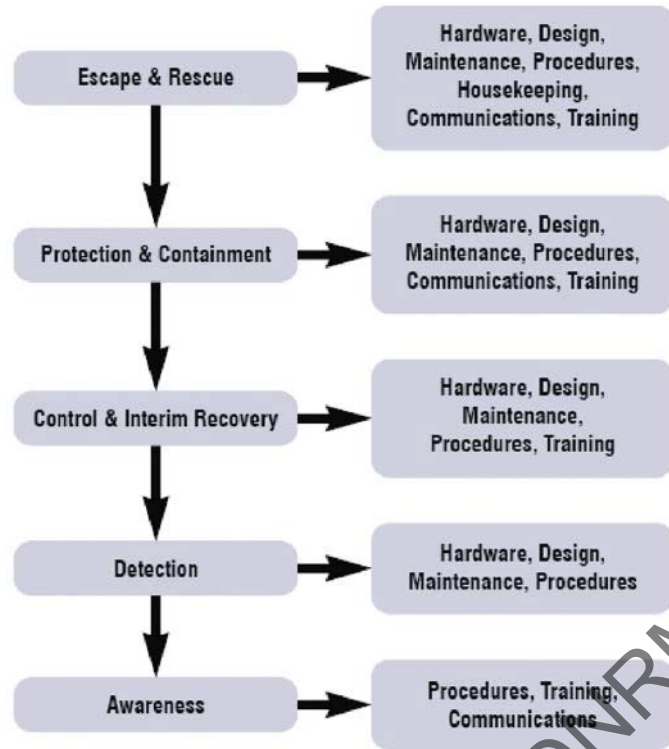 Escape & Rescue
Hardware, Design,
Maintenance, Procedures,
Housekeeping,
Communications, Training
Protection & Containment
Hardware, Design,
Maintenance, Procedures,
Communications, Training
Control & Interim Recovery
Hardware, Design,
Maintenance,
Procedures, Training
Detection
Hardware, Design,
Maintenance, Procedures
Awareness
Procedures, Training,
Communications